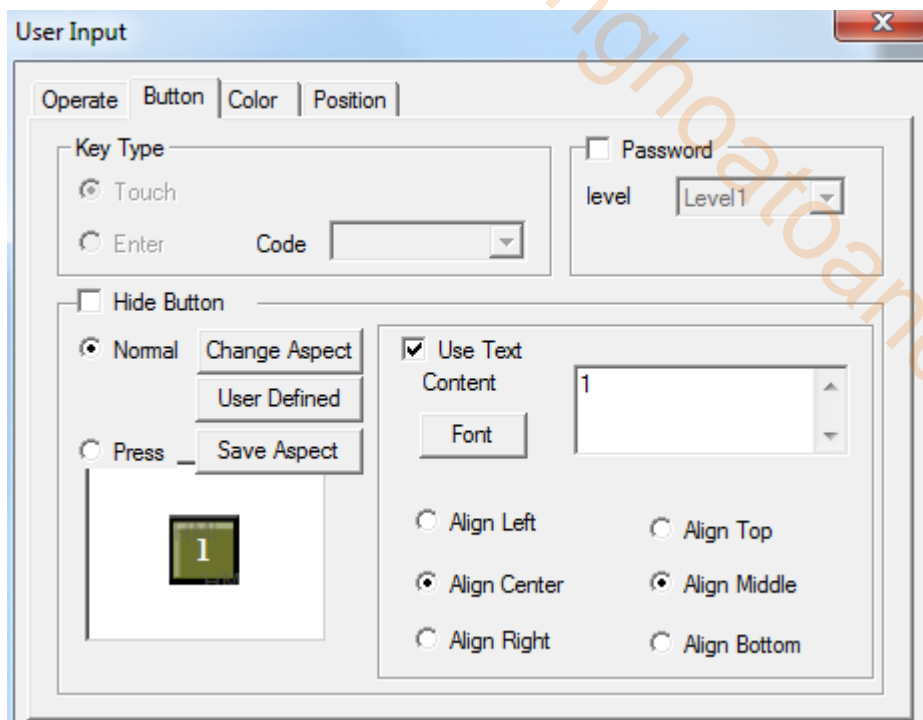 User Input
Operate Button Color Position
Key Type
Password
Touch
level Level1
Enter Code
Hide Button
Normal Change Aspect
Use Text
Content 1
User Defined
Font
Press Save Aspect
1
Align Left Align Top
Align Center Align Middle
Align Right Align Bottom